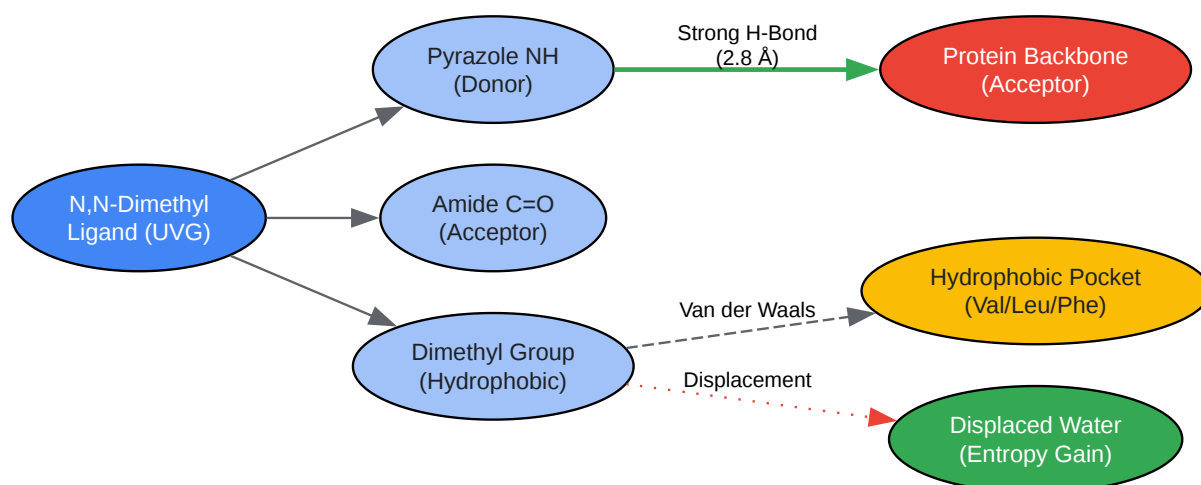 Pyrazole NH
(Donor)
Strong H-Bond
(2.8 Å)
Protein Backbone
(Acceptor)
N,N-Dimethyl
Ligand (UVG)
Amide C=O
(Acceptor)
Dimethyl Group
(Hydrophobic)
Van der Waals
Hydrophobic Pocket
(Val/Leu/Phe)
Displacement
Displaced Water
(Entropy Gain)